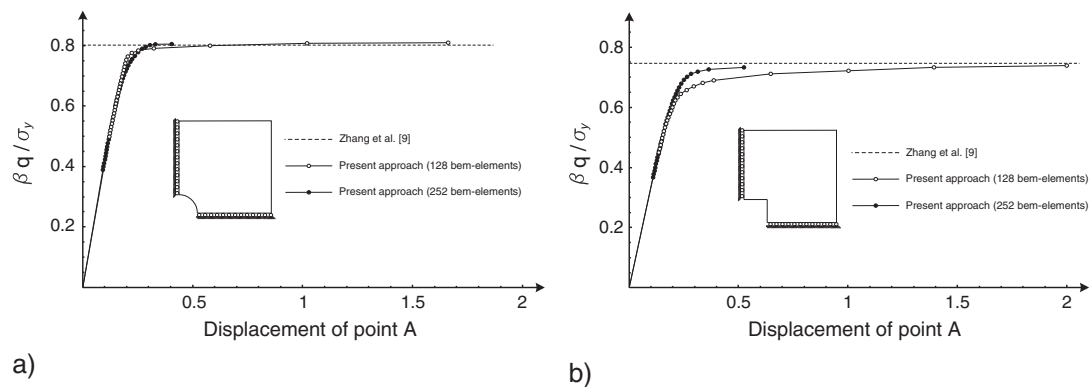 0.8
0.6
0.4
0.2
β q / σy
0.5
1
1.5
2
Displacement of point A
Zhang et al. [9]
Present approach (128 bem-elements)
Present approach (252 bem-elements)
a)
0.8
0.6
0.4
0.2
β q / σy
0.5
1
1.5
2
Displacement of point A
Zhang et al. [9]
Present approach (128 bem-elements)
Present approach (252 bem-elements)
b)